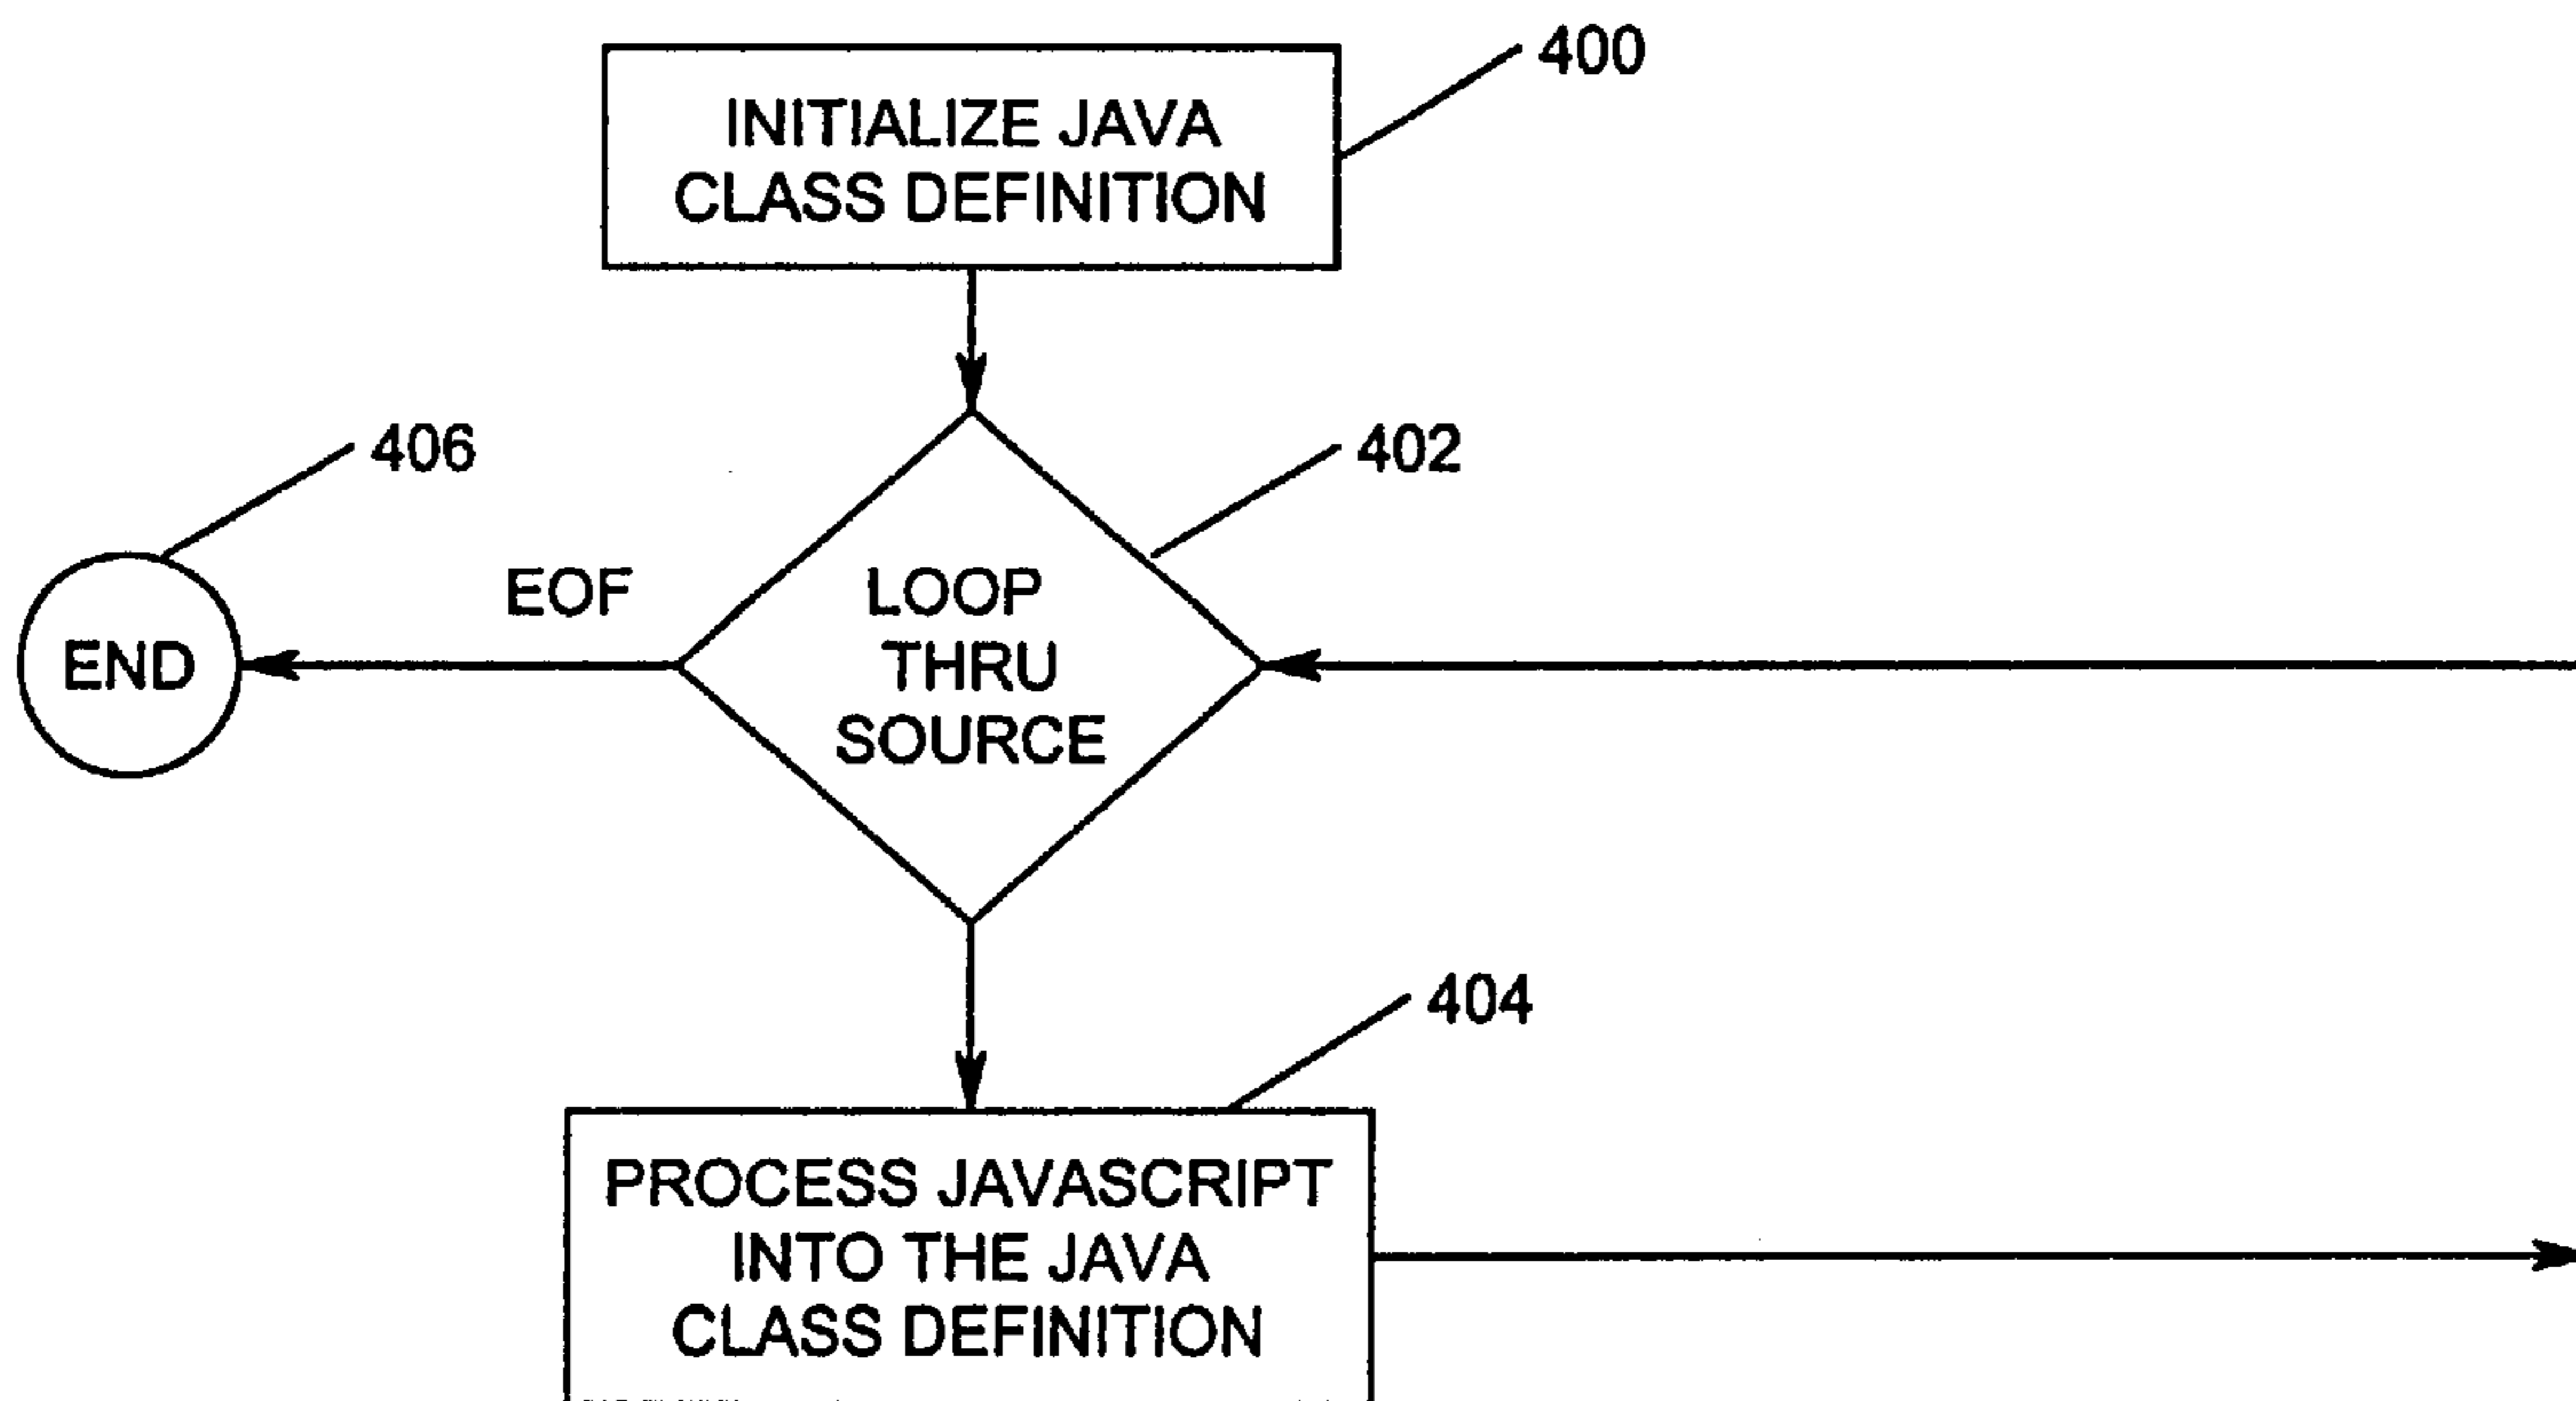 400
INITIALIZE JAVA
CLASS DEFINITION
406
402
EOF
LOOP
THRU
SOURCE
END
404
PROCESS JAVASCRIPT
INTO THE JAVA
CLASS DEFINITION